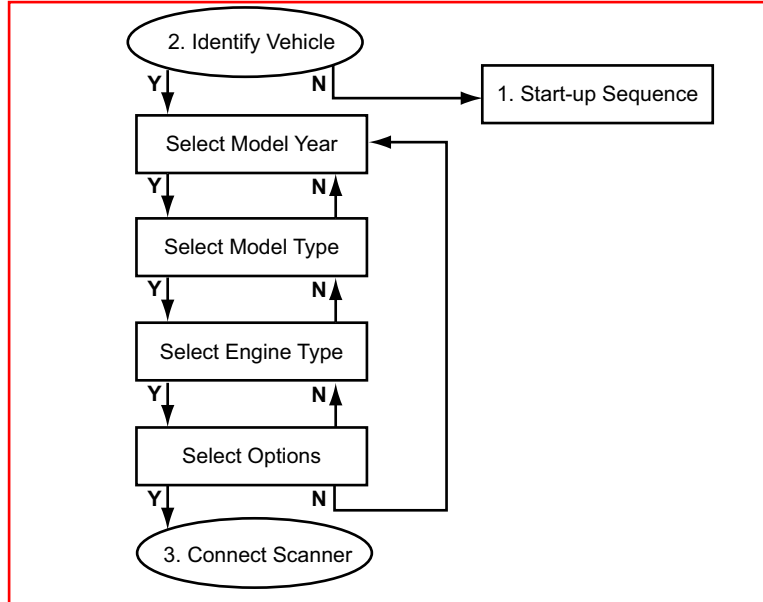 2. Identify Vehicle
Y
N
1. Start-up Sequence
Select Model Year
Y
N
Select Model Type
Y
N
Select Engine Type
Y
N
Select Options
Y
N
3. Connect Scanner